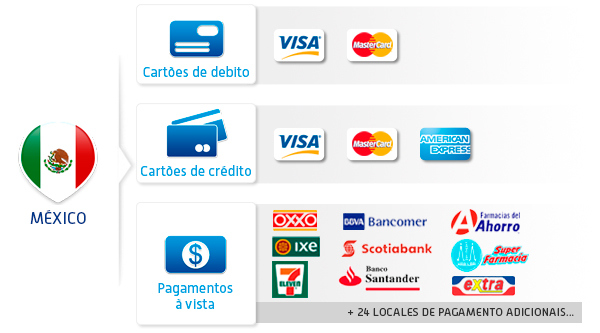 VISA
MasterCard
Cartões de debito
VISA
MasterCard
AMERICAN
EXPRESS
Cartões de crêdito
MÉXICO
OXXO
BBVA Bancomer
Farmacias del
Ahorro
IXE
Scotiabank
Super
Farmacia
$
7
ELEVEN
Banco
Santander
extra
Pagamentos
à vista
+ 24 LOCALES DE PAGAMENTO ADICIONAIS...